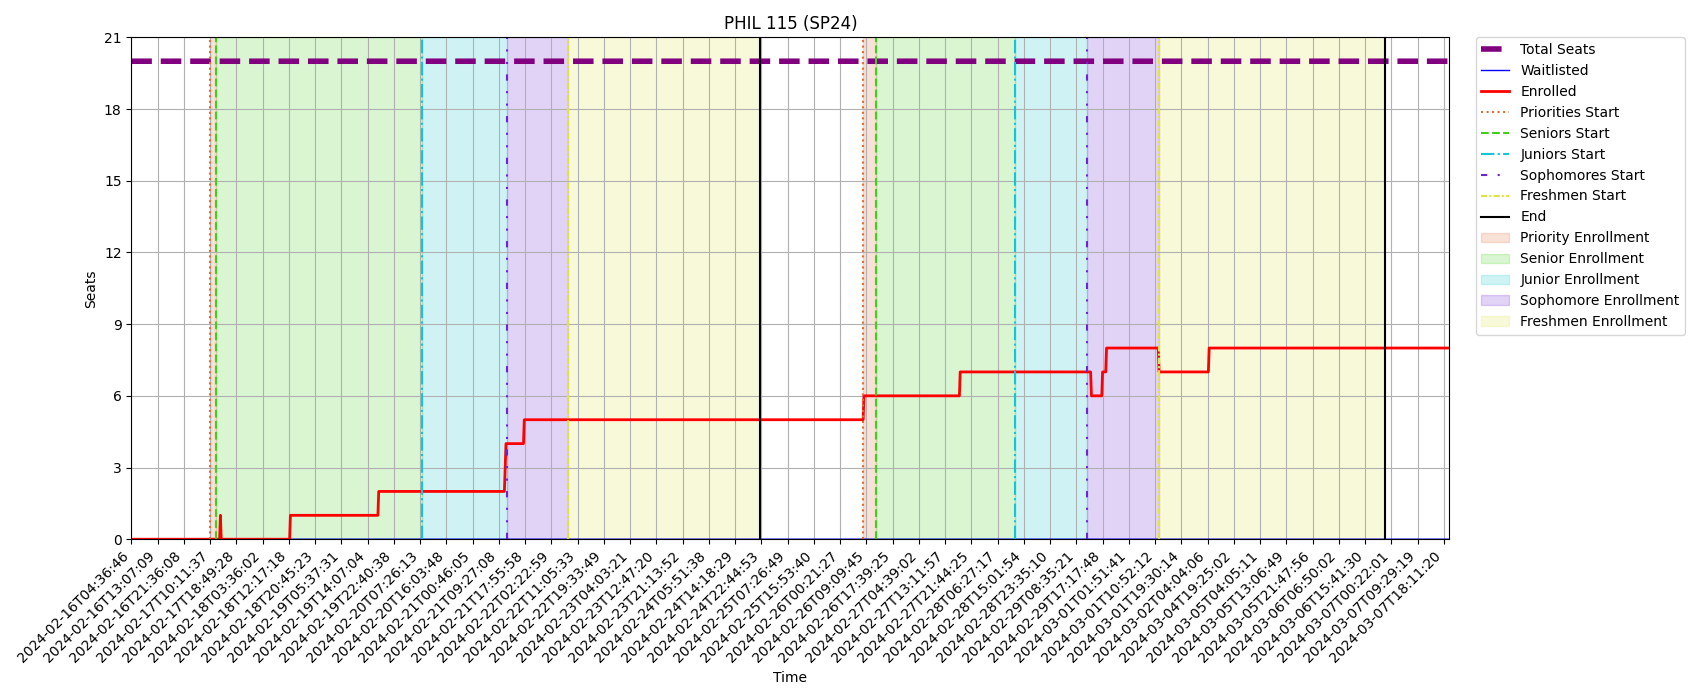 PHIL 115 (SP24)
21
18
15
12
9
6
3
0
Seats
2024-02-16T04:36:46
2024-02-16T13:07:09
2024-02-16T21:36:08
2024-02-17T10:11:37
2024-02-17T18:49:28
2024-02-18T03:36:02
2024-02-18T12:17:18
2024-02-18T20:45:23
2024-02-19T05:37:31
2024-02-19T14:07:04
2024-02-19T22:40:38
2024-02-20T07:26:13
2024-02-20T16:03:48
2024-02-21T00:46:05
2024-02-21T09:27:08
2024-02-21T17:55:58
2024-02-22T02:22:59
2024-02-22T11:05:33
2024-02-22T19:33:49
2024-02-23T04:03:21
2024-02-23T12:47:20
2024-02-23T21:13:52
2024-02-24T05:51:38
2024-02-24T14:18:29
2024-02-24T22:44:53
2024-02-25T07:26:49
2024-02-25T15:53:40
2024-02-26T00:21:27
2024-02-26T09:09:45
2024-02-26T17:39:25
2024-02-27T04:39:02
2024-02-27T13:11:57
2024-02-27T21:44:25
2024-02-28T06:27:17
2024-02-28T15:01:54
2024-02-28T23:35:10
2024-02-29T08:35:21
2024-02-29T17:17:48
2024-03-01T01:51:41
2024-03-01T10:52:12
2024-03-01T19:30:14
2024-03-02T04:04:06
2024-03-04T19:25:02
2024-03-05T04:05:11
2024-03-05T13:06:49
2024-03-05T21:47:56
2024-03-06T06:50:02
2024-03-06T15:41:30
2024-03-07T00:22:01
2024-03-07T09:29:19
2024-03-07T18:11:20
Time
Total Seats
Waitlisted
Enrolled
Priorities Start
Seniors Start
Juniors Start
Sophomores Start
Freshmen Start
End
Priority Enrollment
Senior Enrollment
Junior Enrollment
Sophomore Enrollment
Freshmen Enrollment